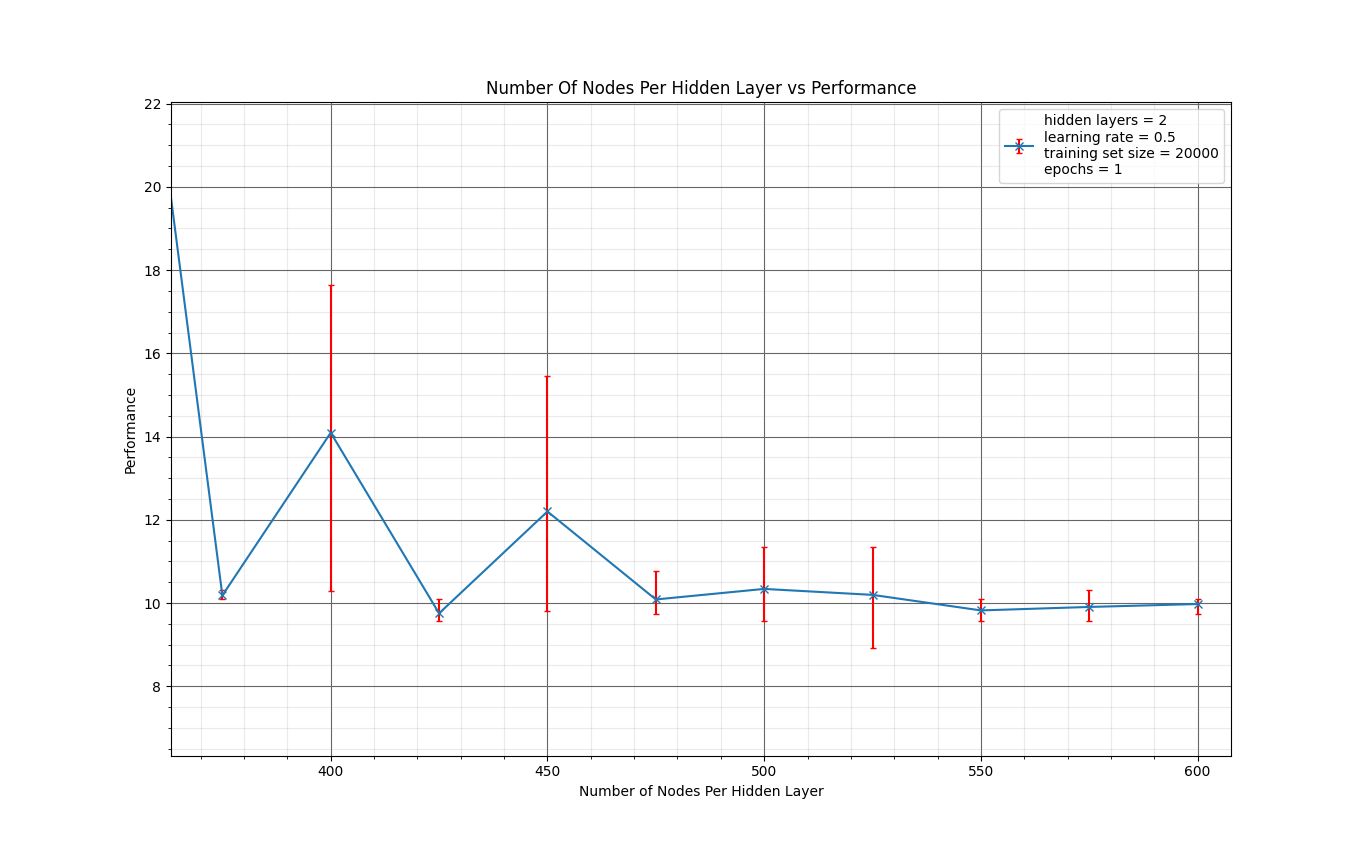 Number Of Nodes Per Hidden Layer vs Performance
22
20
18
16
14
12
10
8
Performance
hidden layers = 2
learning rate = 0.5
training set size = 20000
epochs = 1
400
450
500
550
600
Number of Nodes Per Hidden Layer